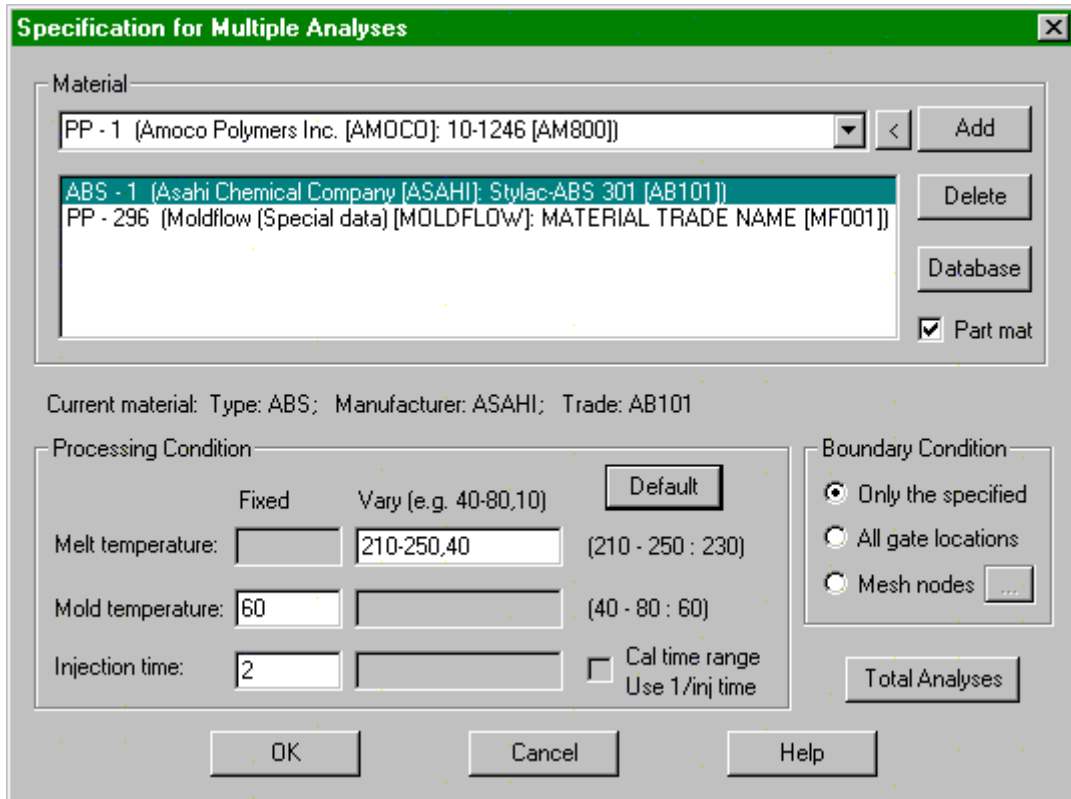 Specification for Multiple Analyses
Material
PP - 1 (Amoco Polymers Inc. [AMOCO]: 10-1246 [AM800])
<
Add
ABS - 1 (Asahi Chemical Company [ASAHI]: Stylac-ABS 301 [AB101])
PP - 296 (Moldflow (Special data) [MOLDFLOW]: MATERIAL TRADE NAME [MF001])
Delete
Database
Part mat
Current material: Type: ABS; Manufacturer: ASAHI; Trade: AB101
Processing Condition
Fixed Vary (e.g. 40-80,10) Default
Melt temperature: 210-250,40 (210 - 250 : 230)
Mold temperature: 60 (40 - 80 : 60)
Injection time: 2 Cal time range
Use 1/inj time
Boundary Condition
Only the specified
All gate locations
Mesh nodes ...
Total Analyses
OK Cancel Help